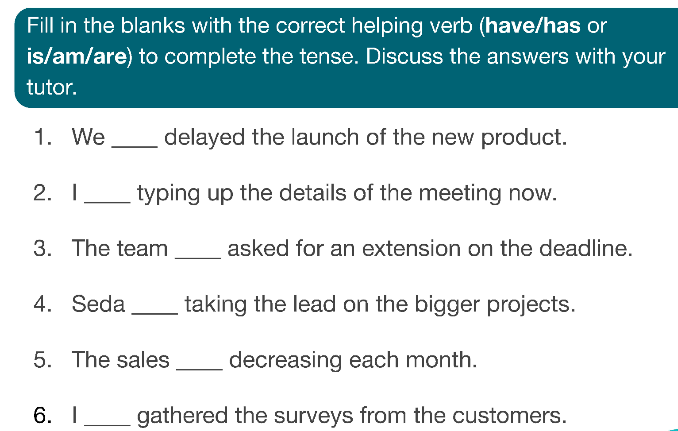 Fill in the blanks with the correct helping verb (have/has or
is/am/are) to complete the tense. Discuss the answers with your
tutor.
1. We ____ delayed the launch of the new product.
2. I ____ typing up the details of the meeting now.
3. The team ____ asked for an extension on the deadline.
4. Seda ____ taking the lead on the bigger projects.
5. The sales ____ decreasing each month.
6. I ____ gathered the surveys from the customers.